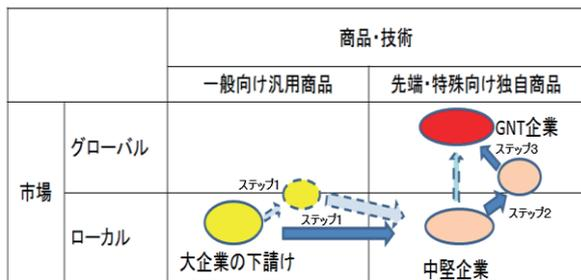 商品・技術
一般向け汎用商品
先端・特殊向け独自商品
市場
グローバル
GNT企業
ステップ3
ステップ1
ステップ1
ステップ2
ローカル
大企業の下請け
中堅企業